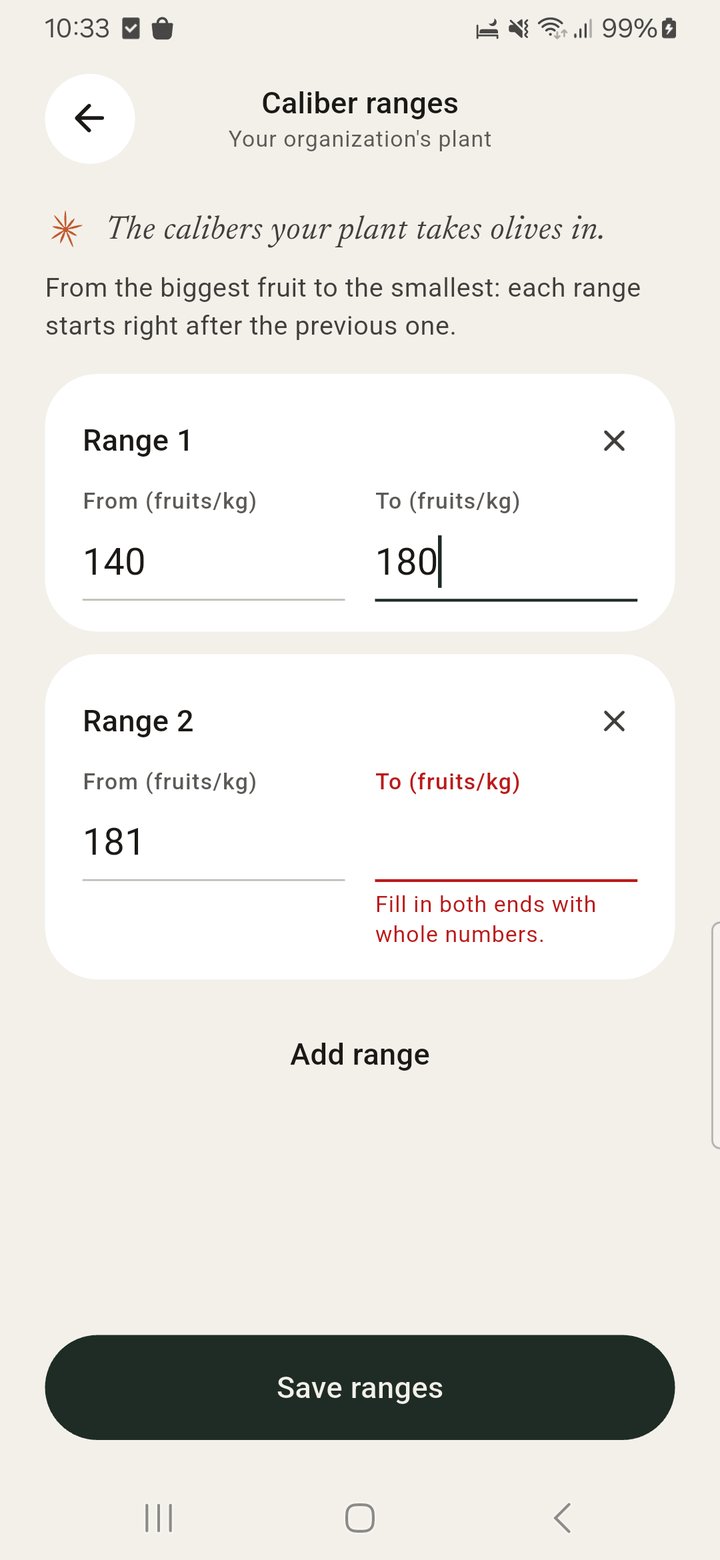 10:33
99%
Caliber ranges
Your organization's plant
The calibers your plant takes olives in.
From the biggest fruit to the smallest: each range
starts right after the previous one.
Range 1
From (fruits/kg) To (fruits/kg)
140 180
Range 2
From (fruits/kg) To (fruits/kg)
181
Fill in both ends with
whole numbers.
Add range
Save ranges